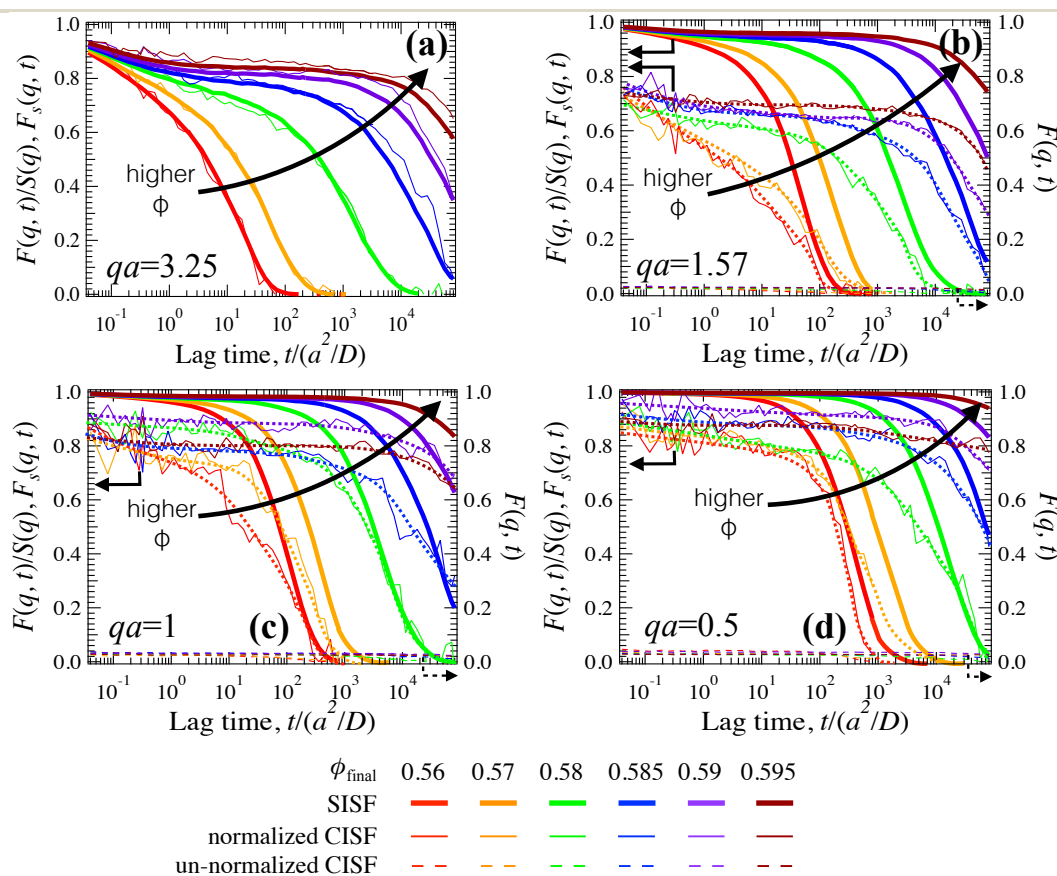 1.0
0.8
0.6
0.4
0.2
0.0
F(q, t)/S(q), F_s(q, t)
(a)
higher
ϕ
qa=3.25
10^-1 10^0 10^1 10^2 10^3 10^4
Lag time, t/(a^2/D)
1.0
0.8
0.6
0.4
0.2
0.0
F(q, t)/S(q), F_s(q, t)
(b)
higher
ϕ
qa=1.57
1.0
0.8
0.6
0.4
0.2
0.0
F(q, t)
10^-1 10^0 10^1 10^2 10^3 10^4
Lag time, t/(a^2/D)
1.0
0.8
0.6
0.4
0.2
0.0
F(q, t)/S(q), F_s(q, t)
higher
ϕ
qa=1
(c)
1.0
0.8
0.6
0.4
0.2
0.0
F(q, t)
10^-1 10^0 10^1 10^2 10^3 10^4
Lag time, t/(a^2/D)
1.0
0.8
0.6
0.4
0.2
0.0
F(q, t)/S(q), F_s(q, t)
higher
ϕ
qa=0.5
(d)
1.0
0.8
0.6
0.4
0.2
0.0
F(q, t)
10^-1 10^0 10^1 10^2 10^3 10^4
Lag time, t/(a^2/D)
ϕ_final 0.56 0.57 0.58 0.585 0.59 0.595
SISF
normalized CISF
un-normalized CISF